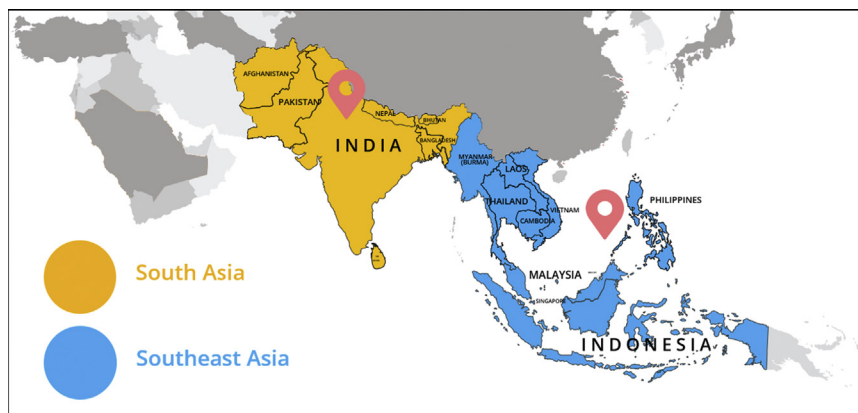 AFGHANISTAN
PAKISTAN
NEPAL
BHUTAN
BANGLADESH
INDIA
MYANMAR
(BURMA)
LAOS
THAILAND
VIETNAM
CAMBODIA
PHILIPPINES
MALAYSIA
SINGAPORE
INDONESIA
South Asia
Southeast Asia